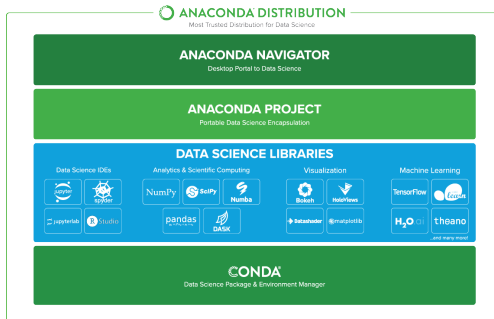 ANACONDA DISTRIBUTION
Most Trusted Distribution for Data Science
ANACONDA NAVIGATOR
Desktop Portal to Data Science
ANACONDA PROJECT
Portable Data Science Encapsulation
DATA SCIENCE LIBRARIES
Data Science IDEs
Analytics & Scientific Computing
Visualization
Machine Learning
jupyter
spyder
NumPy
SciPy
Numba
Bokeh
HoloViews
TensorFlow
learn
jupyterlab
R Studio
pandas
DASK
Datashader
matplotlib
H2O.ai
theano
...and many more!
CONDA
Data Science Package & Environment Manager